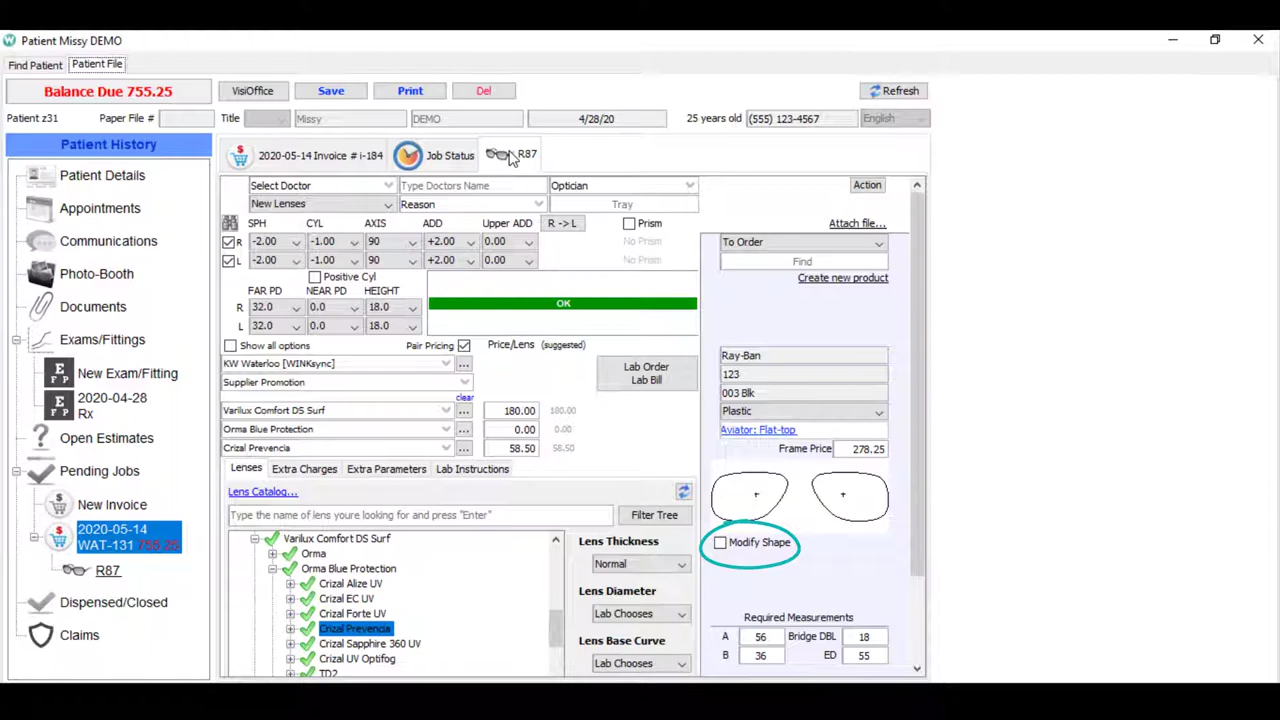 Patient Missy DEMO
Find Patient Patient File
Balance Due 755.25 VisiOffice Save Print Del Refresh
Patient z31 Paper File # Title Missy DEMO 4/28/20 25 years old (555) 123-4567 English
Patient History
2020-05-14 Invoice # i-184 Job Status R87
Patient Details
Appointments
Communications
Photo-Booth
Documents
Exams/Fittings
E
F P
New Exam/Fitting
E
F P
2020-04-28
Rx
Open Estimates
Pending Jobs
New Invoice
2020-05-14
WAT-131 755.25
R87
Dispensed/Closed
Claims
Select Doctor Type Doctors Name Optician Action
New Lenses Reason Tray
SPH CYL AXIS ADD Upper ADD R -> L Prism
R -2.00 -1.00 90 +2.00 0.00 No Prism
L -2.00 -1.00 90 +2.00 0.00 No Prism
Positive Cyl
FAR PD NEAR PD HEIGHT
R 32.0 0.0 18.0
L 32.0 0.0 18.0
OK
Show all options Pair Pricing Price/Lens (suggested)
KW Waterloo [WINKsync]
Supplier Promotion
Lab Order
Lab Bill
clear
Varilux Comfort DS Surf ... 180.00 180.00
Orma Blue Protection ... 0.00 0.00
Crizal Prevencia ... 58.50 58.50
Lenses Extra Charges Extra Parameters Lab Instructions
Lens Catalog...
Type the name of lens youre looking for and press "Enter" Filter Tree
Varilux Comfort DS Surf
Orma
Orma Blue Protection
Crizal Alize UV
Crizal EC UV
Crizal Forte UV
Crizal Prevencia
Crizal Sapphire 360 UV
Crizal UV Optifog
TD2
Lens Thickness
Normal
Lens Diameter
Lab Chooses
Lens Base Curve
Lab Chooses
Attach file...
To Order
Find
Create new product
Ray-Ban
123
003 Blk
Plastic
Aviator: Flat-top
Frame Price 278.25
Modify Shape
Required Measurements
A 56 Bridge DBL 18
B 36 ED 55